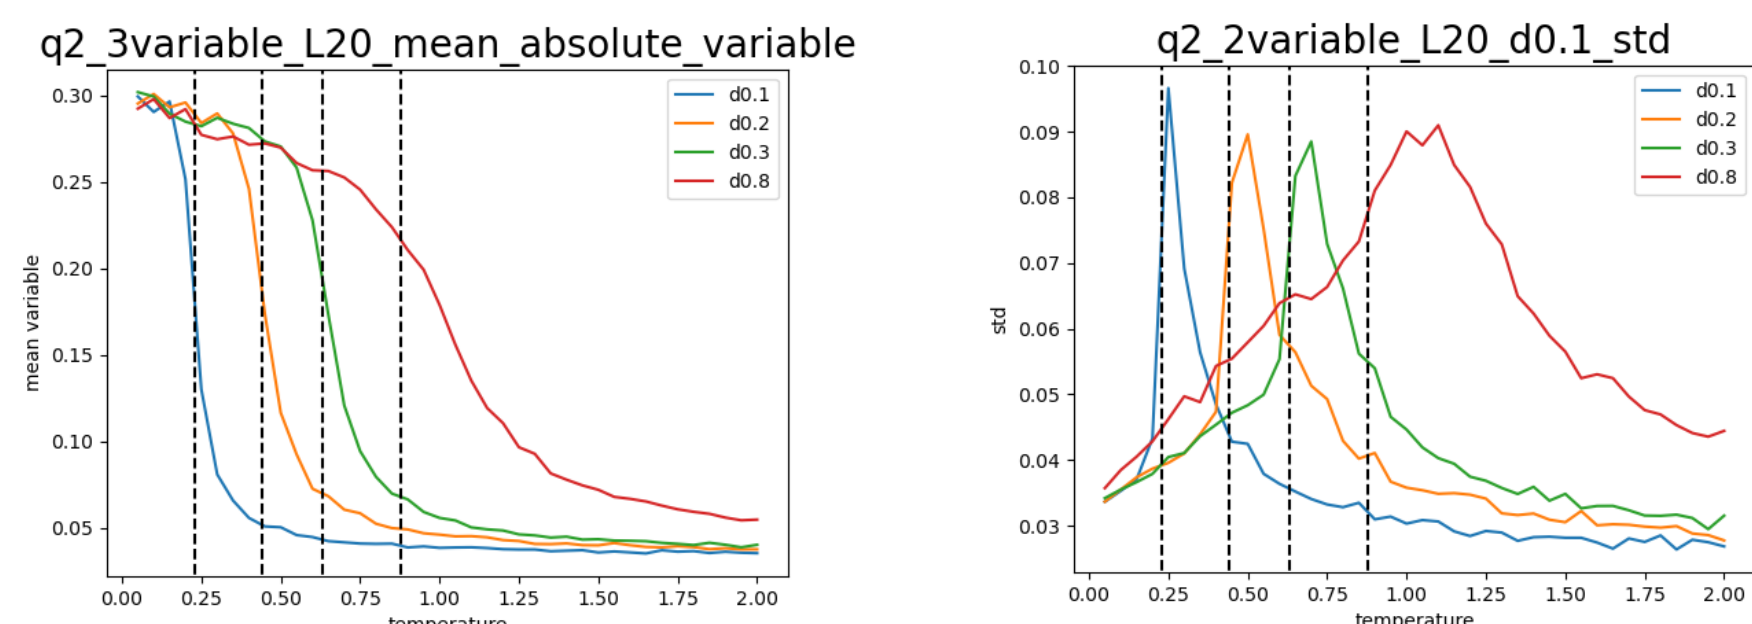 q2_3variable_L20_mean_absolute_variable
mean variable
0.30
0.25
0.20
0.15
0.10
0.05
d0.1
d0.2
d0.3
d0.8
0.00 0.25 0.50 0.75 1.00 1.25 1.50 1.75 2.00
temperature
q2_2variable_L20_d0.1_std
std
0.10
0.09
0.08
0.07
0.06
0.05
0.04
0.03
d0.1
d0.2
d0.3
d0.8
0.00 0.25 0.50 0.75 1.00 1.25 1.50 1.75 2.00
temperature